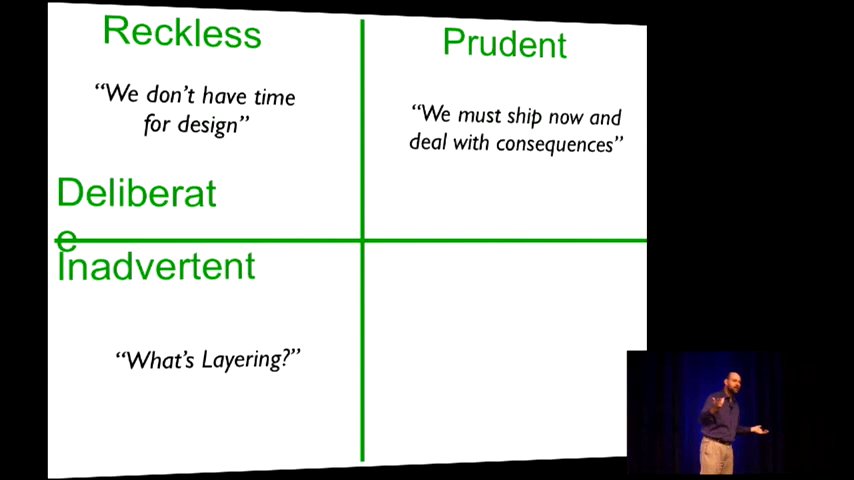 Reckless
Prudent
“We don’t have time
for design”
“We must ship now and
deal with consequences”
Deliberat
e
Inadvertent
“What’s Layering?”